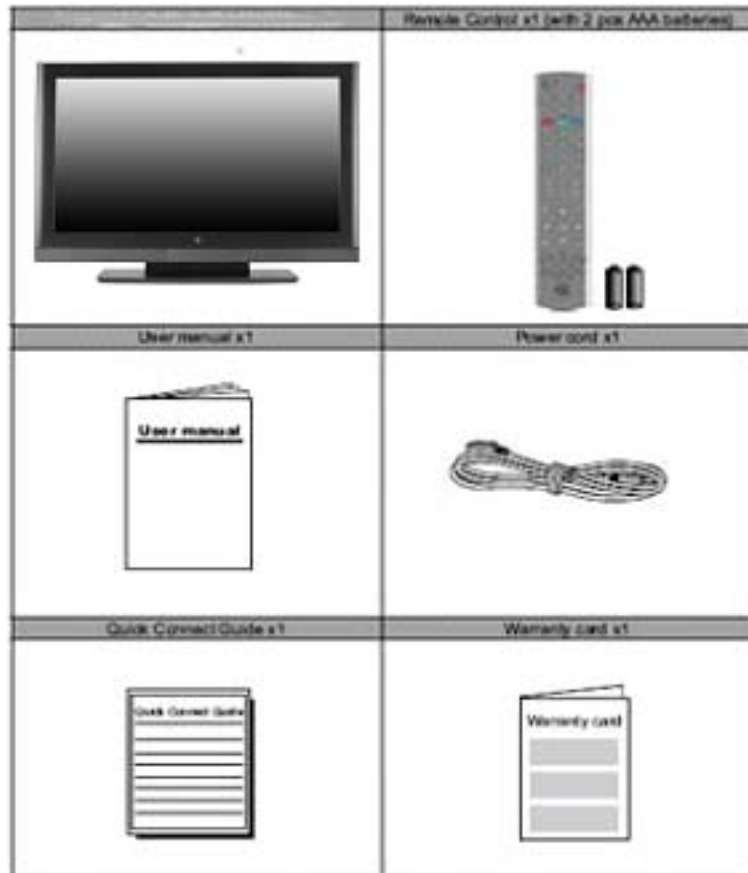 Remote Control x1 (with 2 pcs AAA batteries)
User manual x1
Power cord x1
User manual
Quick Connect Guide x1
Warranty card x1
Quick Connect Guide
Warranty card